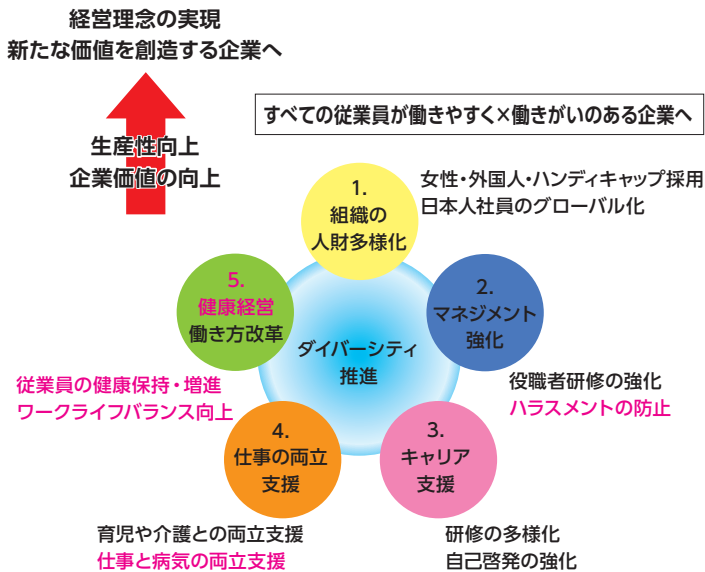 経営理念の実現
新たな価値を創造する企業へ
生産性向上
企業価値の向上
すべての従業員が働きやすく×働きがいのある企業へ
1.
組織の
人財多様化
女性・外国人・ハンディキャップ採用
日本人社員のグローバル化
2.
マネジメント
強化
役職者研修の強化
ハラスメントの防止
3.
キャリア
支援
研修の多様化
自己啓発の強化
4.
仕事の両立
支援
育児や介護との両立支援
仕事と病気の両立支援
5.
健康経営
働き方改革
従業員の健康保持・増進
ワークライフバランス向上
ダイバーシティ
推進